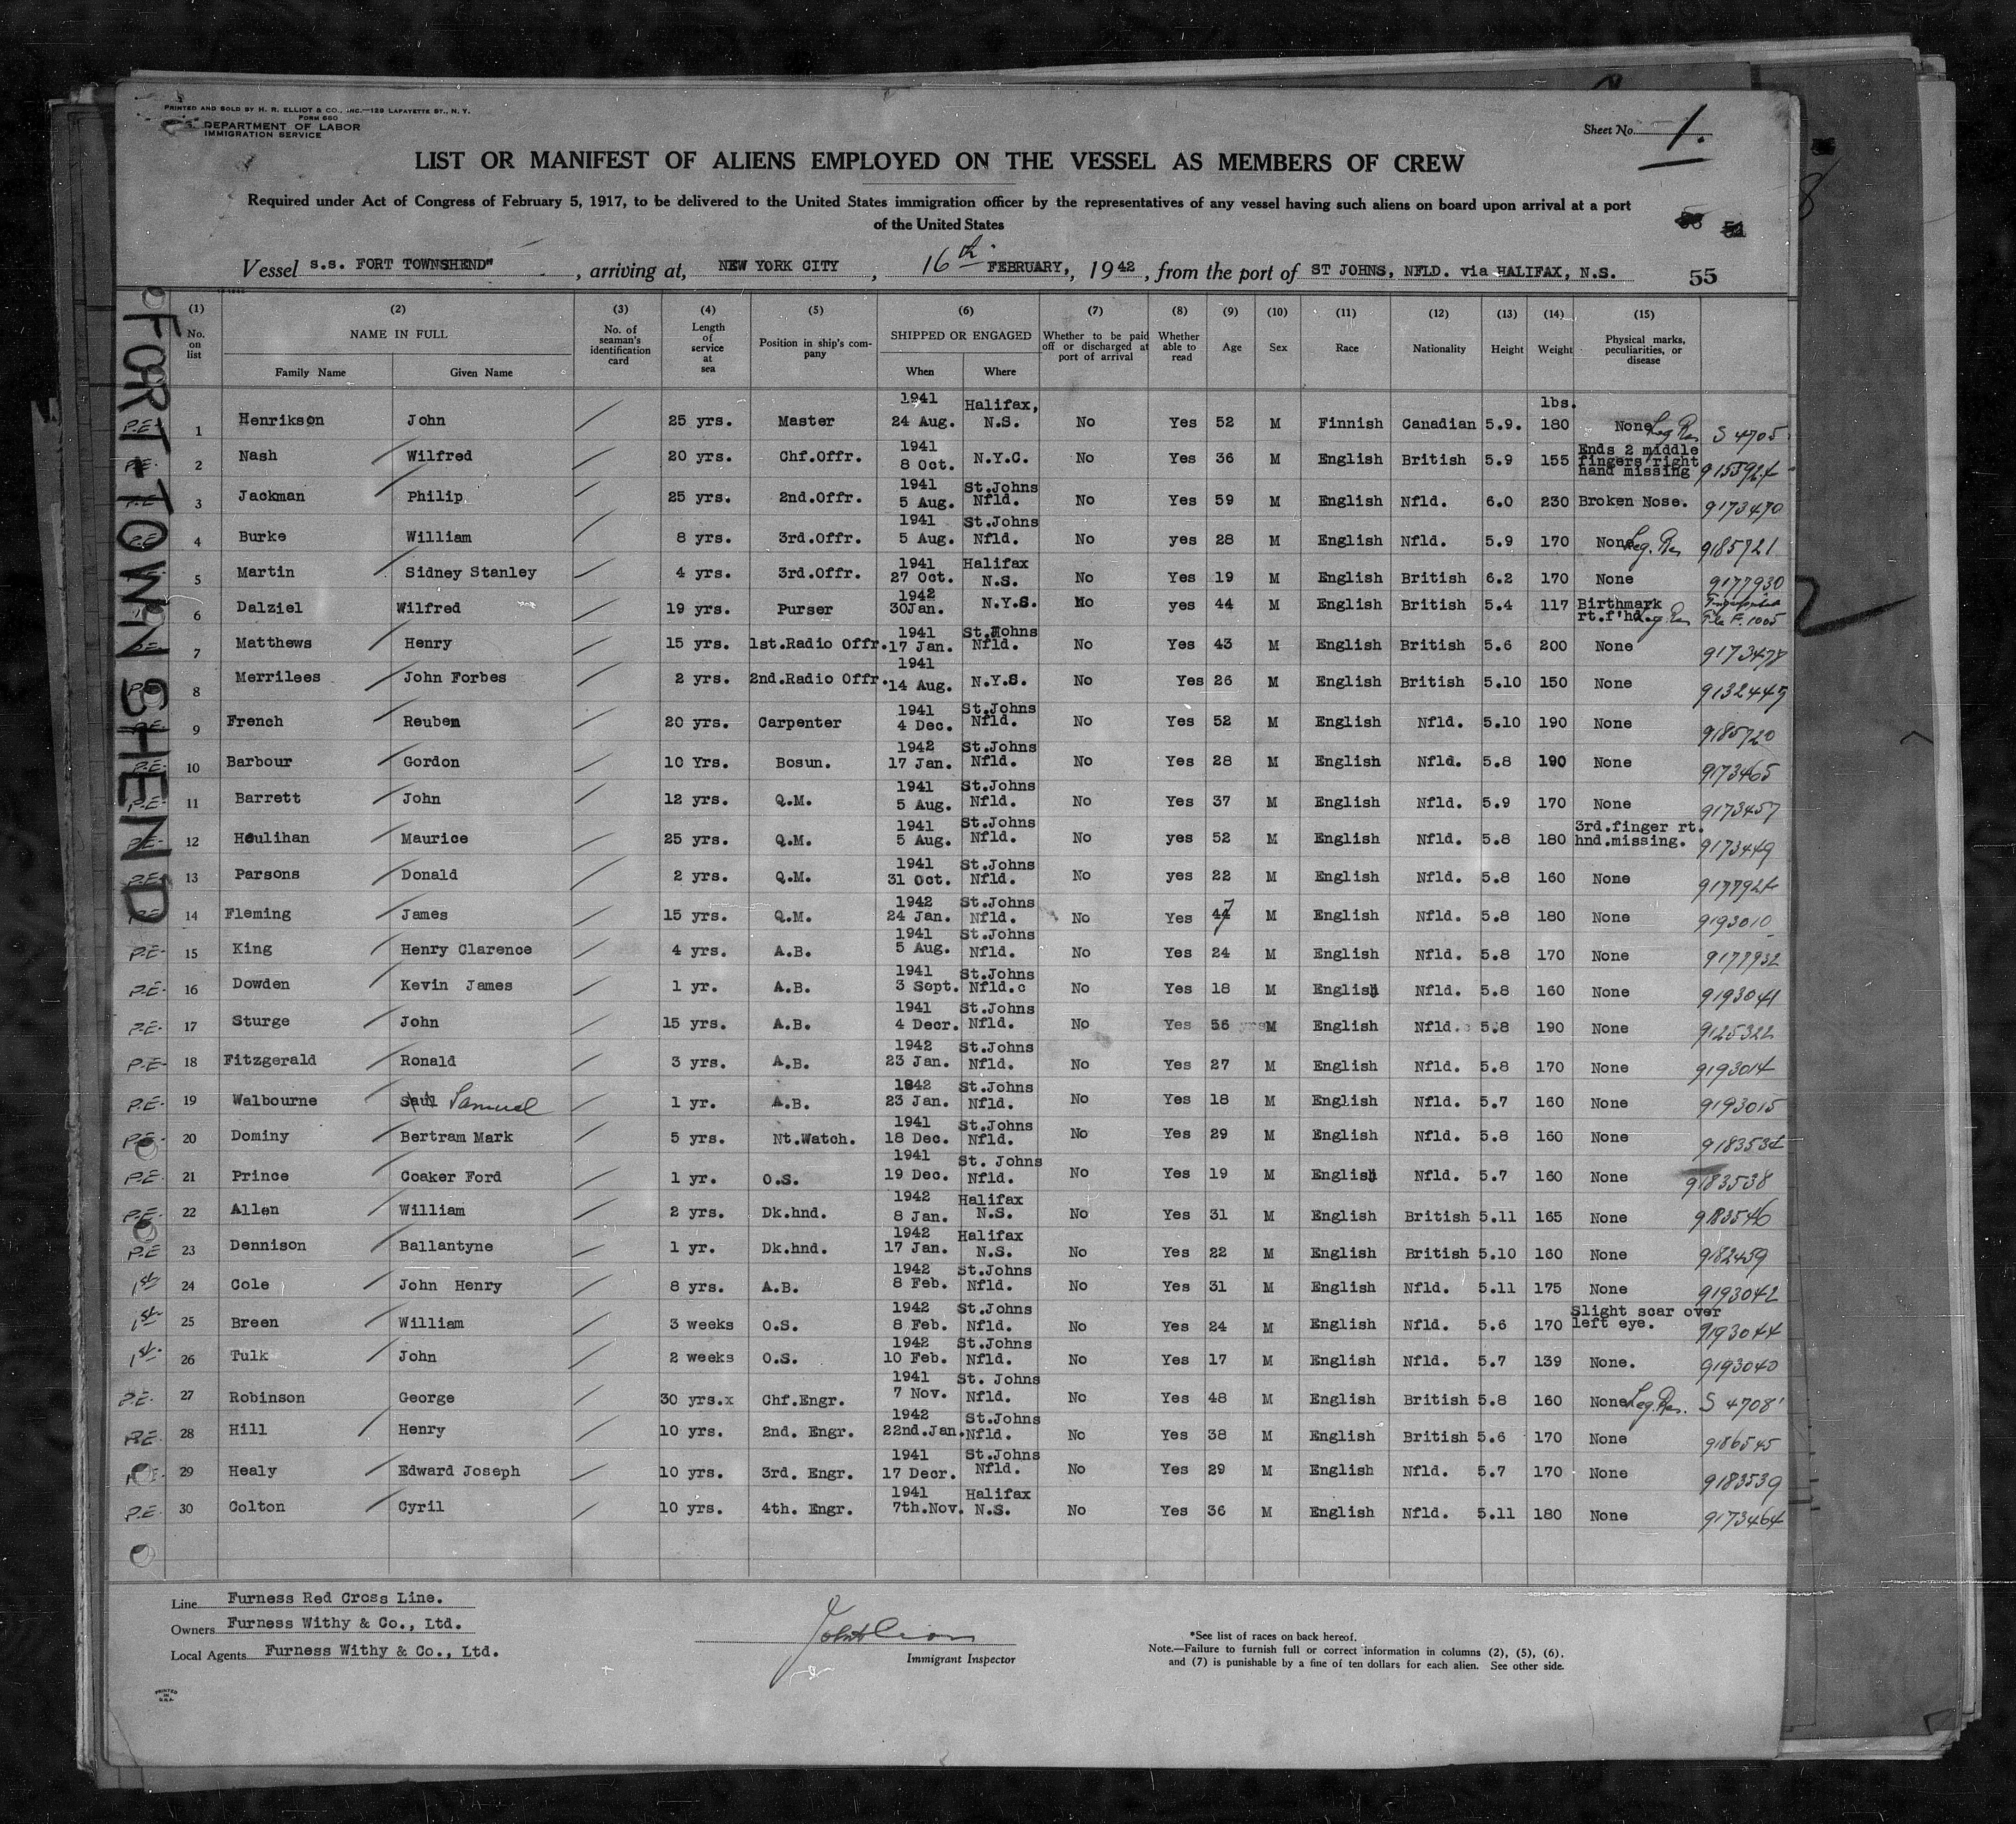 PRINTED AND SOLD BY H. R. ELLIOT & CO., INC.—129 LAFAYETTE ST., N. Y.
FORM 660
DEPARTMENT OF LABOR
IMMIGRATION SERVICE
Sheet No. 1.
LIST OR MANIFEST OF ALIENS EMPLOYED ON THE VESSEL AS MEMBERS OF CREW
Required under Act of Congress of February 5, 1917, to be delivered to the United States immigration officer by the representatives of any vessel having such aliens on board upon arrival at a port
of the United States
Vessel s.s. FORT TOWNSHEND", arriving at, NEW YORK CITY, 16th FEBRUARY, 1942, from the port of ST JOHNS, NFLD. via HALIFAX, N.S. 55
FORT-TOWNSHEND
(1) No. on list (2) NAME IN FULL Family Name Given Name (3) No. of seaman's identification card (4) Length of service at sea (5) Position in ship's company (6) SHIPPED OR ENGAGED When Where (7) Whether to be paid off or discharged at port of arrival (8) Whether able to read (9) Age (10) Sex (11) Race (12) Nationality (13) Height (14) Weight (15) Physical marks, peculiarities, or disease
P.E. 1 Henrikson John 25 yrs. Master 1941 24 Aug. Halifax, N.S. No Yes 52 M Finnish Canadian 5.9. lbs. 180 None Leg Res S 4705
P.E. 2 Nash Wilfred 20 yrs. Chf.Offr. 1941 8 Oct. N.Y.C. No Yes 36 M English British 5.9 155 Ends 2 middle fingers right hand missing 9155924
P.E. 3 Jackman Philip 25 yrs. 2nd.Offr. 1941 5 Aug. St.Johns Nfld. No Yes 59 M English Nfld. 6.0 230 Broken Nose. 9173470
P.E. 4 Burke William 8 yrs. 3rd.Offr. 1941 5 Aug. St.Johns Nfld. No yes 28 M English Nfld. 5.9 170 None Leg. Res 9185721
5 Martin Sidney Stanley 4 yrs. 3rd.Offr. 1941 27 Oct. Halifax N.S. No Yes 19 M English British 6.2 170 None 9177930
6 Dalziel Wilfred 19 yrs. Purser 1942 30Jan. N.Y.S. No yes 44 M English British 5.4 117 Birthmark rt.f'hd Leg. Res File F. 1005
7 Matthews Henry 15 yrs. 1st.Radio Offr. 1941 17 Jan. St.Johns Nfld. No Yes 43 M English British 5.6 200 None 9173478
P.E. 8 Merrilees John Forbes 2 yrs. 2nd.Radio Offr. 1941 14 Aug. N.Y.S. No Yes 26 M English British 5.10 150 None 9132449
P.E. 9 French Reuben 20 yrs. Carpenter 1941 4 Dec. St.Johns Nfld. No Yes 52 M English Nfld. 5.10 190 None 9185720
P.E. 10 Barbour Gordon 10 Yrs. Bosun. 1942 17 Jan. St.Johns Nfld. No Yes 28 M English Nfld. 5.8 190 None 9173465
P.E. 11 Barrett John 12 yrs. Q.M. 1941 5 Aug. St.Johns Nfld. No Yes 37 M English Nfld. 5.9 170 None 9173457
P.E. 12 Houlihan Maurice 25 yrs. Q.M. 1941 5 Aug. St.Johns Nfld. No yes 52 M English Nfld. 5.8 180 3rd.finger rt. hnd.missing. 9173449
P.E. 13 Parsons Donald 2 yrs. Q.M. 1941 31 Oct. St.Johns Nfld. No yes 22 M English Nfld. 5.8 160 None 9177924
P.E. 14 Fleming James 15 yrs. Q.M. 1942 24 Jan. St.Johns Nfld. No Yes 47 M English Nfld. 5.8 180 None 9193010
P.E. 15 King Henry Clarence 4 yrs. A.B. 1941 5 Aug. St.Johns Nfld. No Yes 24 M English Nfld. 5.8 170 None 9177932
P.E. 16 Dowden Kevin James 1 yr. A.B. 1941 3 Sept. St.Johns Nfld.c No Yes 18 M English Nfld. 5.8 160 None 9193041
P.E. 17 Sturge John 15 yrs. A.B. 1941 4 Decr. St.Johns Nfld. No Yes 56 yrs M English Nfld. 5.8 190 None 9125322
P.E. 18 Fitzgerald Ronald 3 yrs. A.B. 1942 23 Jan. St.Johns Nfld. No Yes 27 M English Nfld. 5.8 170 None 9193014
P.E. 19 Walbourne Saul Samuel 1 yr. A.B. 1842 23 Jan. St.Johns Nfld. No Yes 18 M English Nfld. 5.7 160 None 9193015
P.E. 20 Dominy Bertram Mark 5 yrs. Nt.Watch. 1941 18 Dec. St.Johns Nfld. No Yes 29 M English Nfld. 5.8 160 None 9183534
P.E. 21 Prince Coaker Ford 1 yr. O.S. 1941 19 Dec. St. Johns Nfld. No Yes 19 M English Nfld. 5.7 160 None 9183538
P.E. 22 Allen William 2 yrs. Dk.hnd. 1942 8 Jan. Halifax N.S. No Yes 31 M English British 5.11 165 None 9183546
P.E 23 Dennison Ballantyne 1 yr. Dk.hnd. 1942 17 Jan. Halifax N.S. No Yes 22 M English British 5.10 160 None 9182459
1st 24 Cole John Henry 8 yrs. A.B. 1942 8 Feb. St.Johns Nfld. No Yes 31 M English Nfld. 5.11 175 None 9193042
1st 25 Breen William 3 weeks O.S. 1942 8 Feb. St.Johns Nfld. No Yes 24 M English Nfld. 5.6 170 Slight scar over left eye. 9193044
1st. 26 Tulk John 2 weeks O.S. 1942 10 Feb. St.Johns Nfld. No Yes 17 M English Nfld. 5.7 139 None. 9193040
P.E. 27 Robinson George 30 yrs.x Chf.Engr. 1941 7 Nov. St. Johns Nfld. No Yes 48 M English British 5.8 160 None Leg. Res. S 4708
P.E. 28 Hill Henry 10 yrs. 2nd. Engr. 1942 22nd.Jan. St.Johns Nfld. No Yes 38 M English British 5.6 170 None 9186545
29 Healy Edward Joseph 10 yrs. 3rd. Engr. 1941 17 Decr. St.Johns Nfld. No Yes 29 M English Nfld. 5.7 170 None 9183539
P.E. 30 Colton Cyril 10 yrs. 4th. Engr. 1941 7th.Nov. Halifax N.S. No Yes 36 M English Nfld. 5.11 180 None 9173464
Line Furness Red Cross Line.
Owners Furness Withy & Co., Ltd.
Local Agents Furness Withy & Co., Ltd.
Immigrant Inspector
*See list of races on back hereof.
Note.—Failure to furnish full or correct information in columns (2), (5), (6),
and (7) is punishable by a fine of ten dollars for each alien. See other side.
PRINTED IN U.S.A.